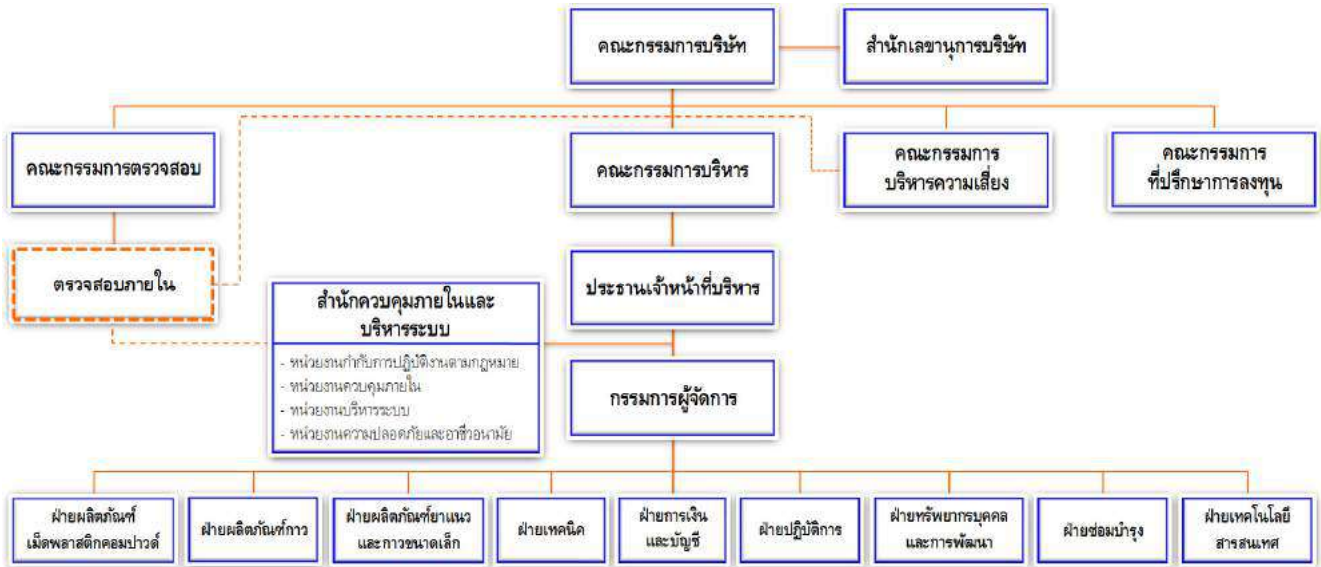 คณะกรรมการบริษัท
สำนักเลขานุการบริษัท
คณะกรรมการตรวจสอบ
คณะกรรมการบริหาร
คณะกรรมการ
บริหารความเสี่ยง
คณะกรรมการ
ที่ปรึกษาการลงทุน
ตรวจสอบภายใน
ประธานเจ้าหน้าที่บริหาร
สำนักควบคุมภายในและ
บริหารระบบ
- หน่วยงานกำกับการปฏิบัติงานตามกฎหมาย
- หน่วยงานควบคุมภายใน
- หน่วยงานบริหารระบบ
- หน่วยงานความปลอดภัยและอาชีวอนามัย
กรรมการผู้จัดการ
ฝ่ายผลิตภัณฑ์
เม็ดพลาสติกคอมปาวด์
ฝ่ายผลิตภัณฑ์กาว
ฝ่ายผลิตภัณฑ์ยาแนว
และกาวขนาดเล็ก
ฝ่ายเทคนิค
ฝ่ายการเงิน
และบัญชี
ฝ่ายปฏิบัติการ
ฝ่ายทรัพยากรบุคคล
และการพัฒนา
ฝ่ายซ่อมบำรุง
ฝ่ายเทคโนโลยี
สารสนเทศ